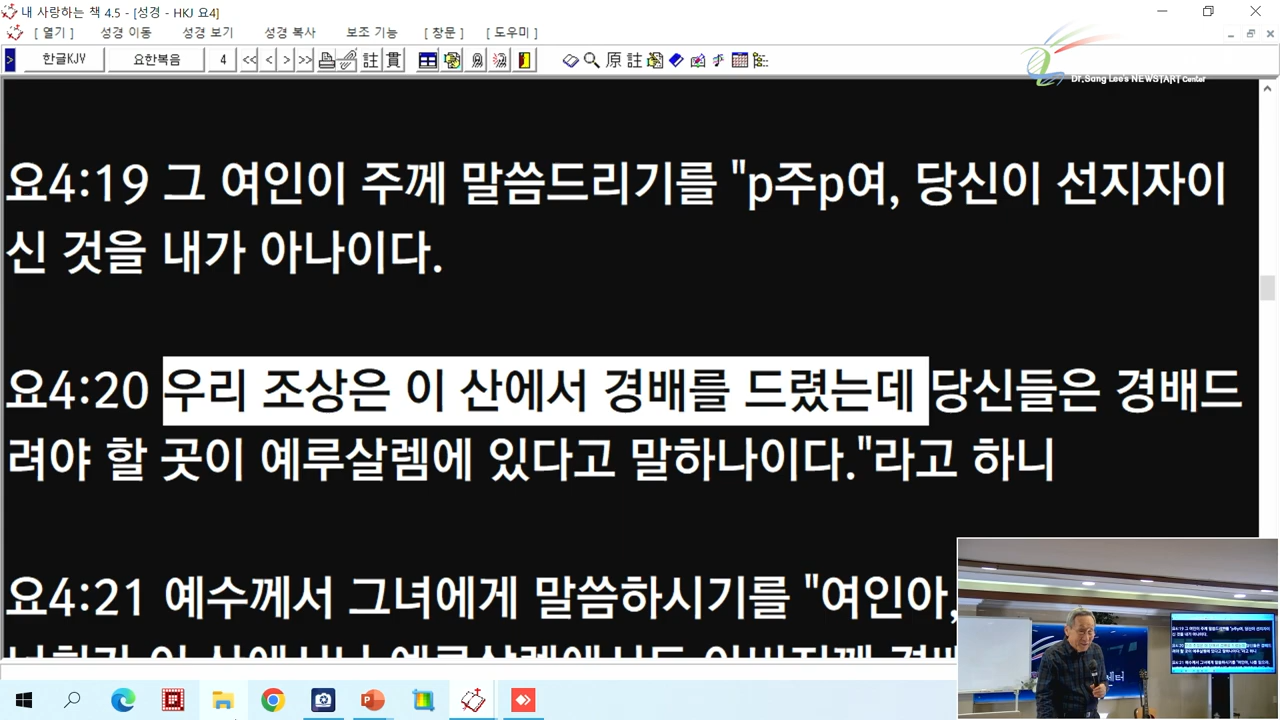 내 사랑하는 책 4.5 - [성경 - HKJ 요4]
[ 열기 ] 성경 이동 성경 보기 성경 복사 보조 기능 [ 창문 ] [ 도우미 ]
한글KJV 요한복음 4 << < > >> 註 貫 原 註
Dr.Sang Lee's NEWSTART Center
요4:19 그 여인이 주께 말씀드리기를 "p주p여, 당신이 선지자이
신 것을 내가 아나이다.
요4:20 우리 조상은 이 산에서 경배를 드렸는데 당신들은 경배드
려야 할 곳이 예루살렘에 있다고 말하나이다."라고 하니
요4:21 예수께서 그녀에게 말씀하시기를 "여인아,